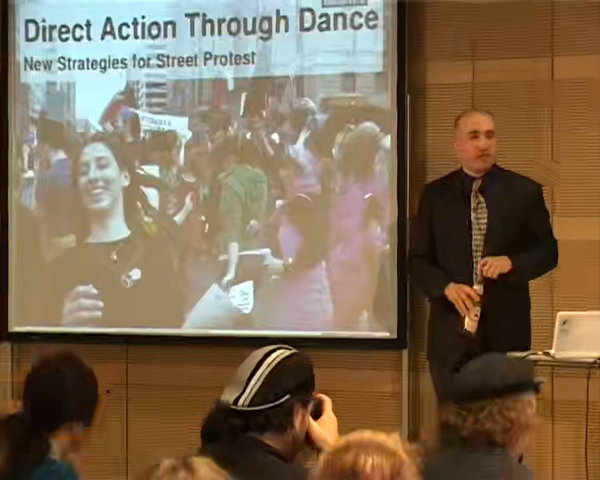 Direct Action Through Dance
New Strategies for Street Protest